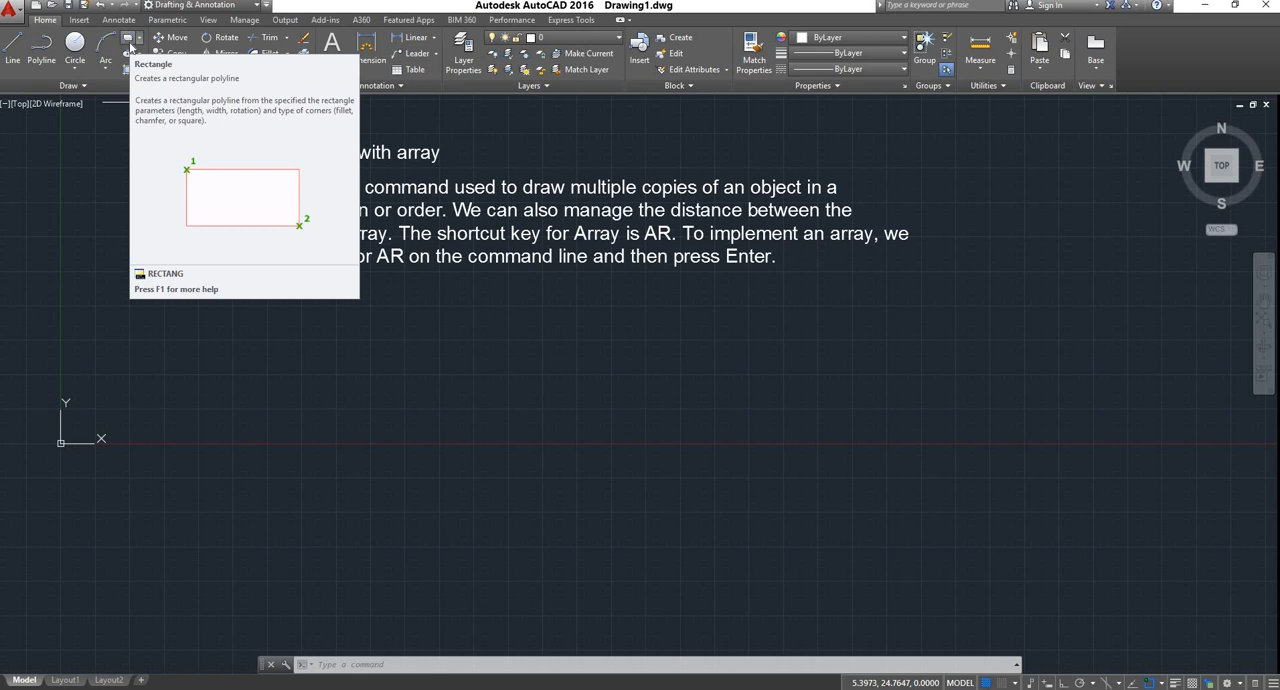 Drafting & Annotation
Autodesk AutoCAD 2016 Drawing1.dwg
Type a keyword or phrase
Sign In
Home Insert Annotate Parametric View Manage Output Add-ins A360 Featured Apps BIM 360 Performance Express Tools
Line Polyline Circle Arc
Move Rotate Trim
Linear
Leader
Table
Layer
Properties
0
Make Current
Match Layer
Insert
Create
Edit
Edit Attributes
Match
Properties
ByLayer
ByLayer
ByLayer
Group
Measure
Paste
Base
Draw
Layers
Block
Properties
Groups
Utilities
Clipboard
View
[−][Top][2D Wireframe]
Rectangle
Creates a rectangular polyline
Creates a rectangular polyline from the specified the rectangle
parameters (length, width, rotation) and type of corners (fillet,
chamfer, or square).
1
2
RECTANG
Press F1 for more help
with array
command used to draw multiple copies of an object in a
or order. We can also manage the distance between the
The shortcut key for Array is AR. To implement an array, we
AR on the command line and then press Enter.
N
W TOP E
S
WCS
Y
X
Type a command
Model Layout1 Layout2
5.3973, 24.7647, 0.0000 MODEL